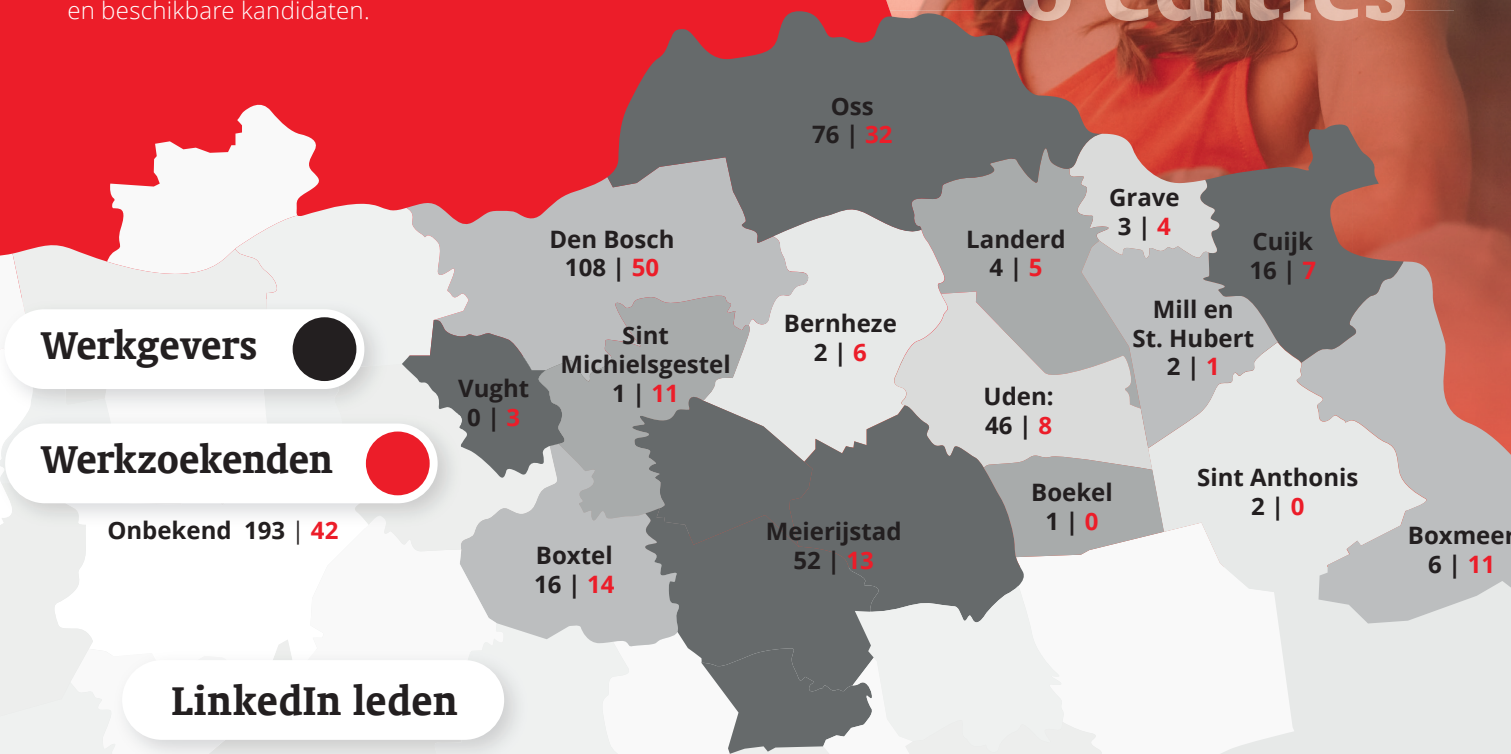 en beschikbare kandidaten.
6 edities
Oss
76 | 32
Grave
3 | 4
Den Bosch
108 | 50
Landerd
4 | 5
Cuijk
16 | 7
Werkgevers
Sint
Michielsgestel
1 | 11
Bernheze
2 | 6
Mill en
St. Hubert
2 | 1
Vught
0 | 3
Uden:
46 | 8
Werkzoekenden
Onbekend 193 | 42
Boekel
1 | 0
Sint Anthonis
2 | 0
Meierijstad
52 | 13
Boxtel
16 | 14
Boxmeer
6 | 11
LinkedIn leden